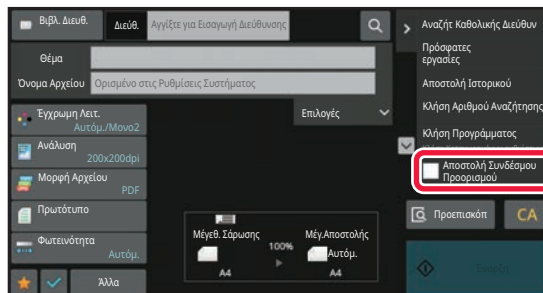 Βιβλ. Διευθ.
Διεύθ.
Αγγίξτε για Εισαγωγή Διεύθυνσης
Θέμα
Όνομα Αρχείου
Ορισμένο στις Ρυθμίσεις Συστήματος
Έγχρωμη Λειτ.
Αυτόμ./Mono2
Ανάλυση
200x200dpi
Μορφή Αρχείου
PDF
Πρωτότυπο
Φωτεινότητα
Αυτόμ.
Άλλα
Επιλογές
Μέγεθ. Σάρωσης
A4
100%
Μέγ.Αποστολής
Αυτόμ.
A4
Αναζήτ Καθολικής Διεύθυν
Πρόσφατες
εργασίες
Αποστολή Ιστορικού
Κλήση Αριθμού Αναζήτησης
Κλήση Προγράμματος
Αποστολή Συνδέσμου
Προορισμού
Προεπισκόπ
CA